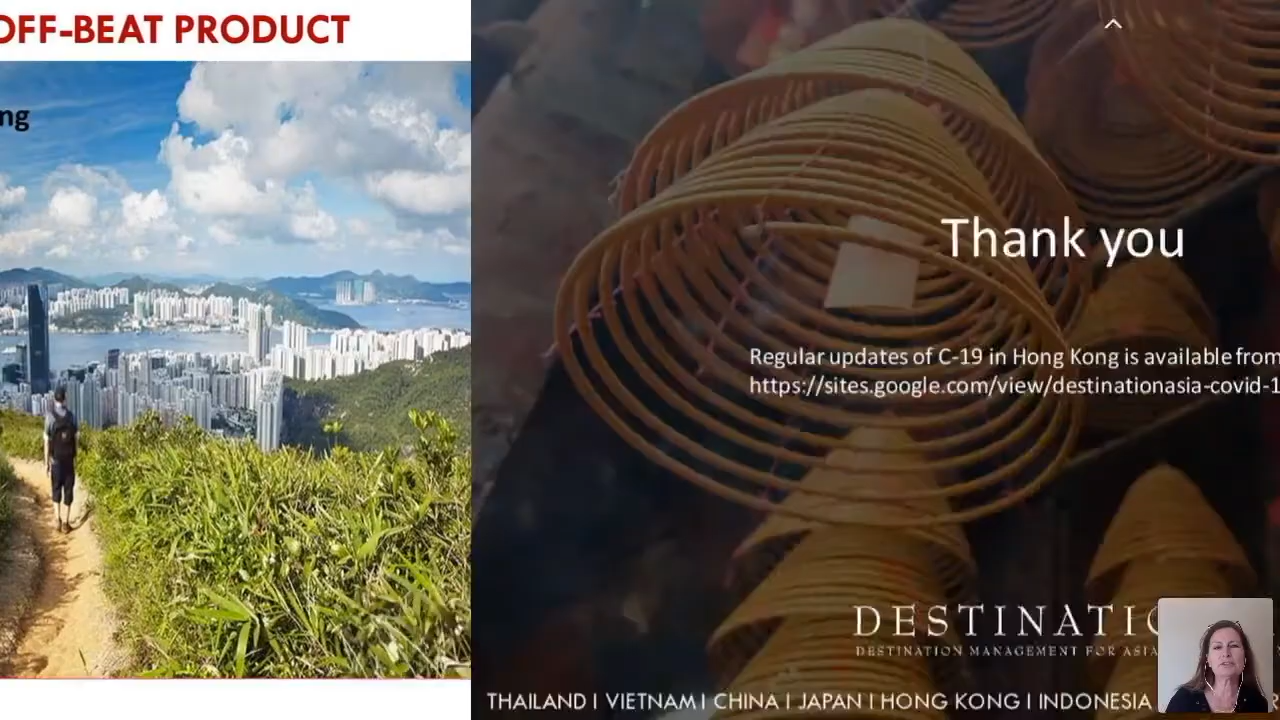 OFF-BEAT PRODUCT
ng
Thank you
Regular updates of C-19 in Hong Kong is available from
https://sites.google.com/view/destinationasia-covid-1
DESTINATIO
DESTINATION MANAGEMENT FOR ASIA
THAILAND I VIETNAM I CHINA I JAPAN I HONG KONG I INDONESIA